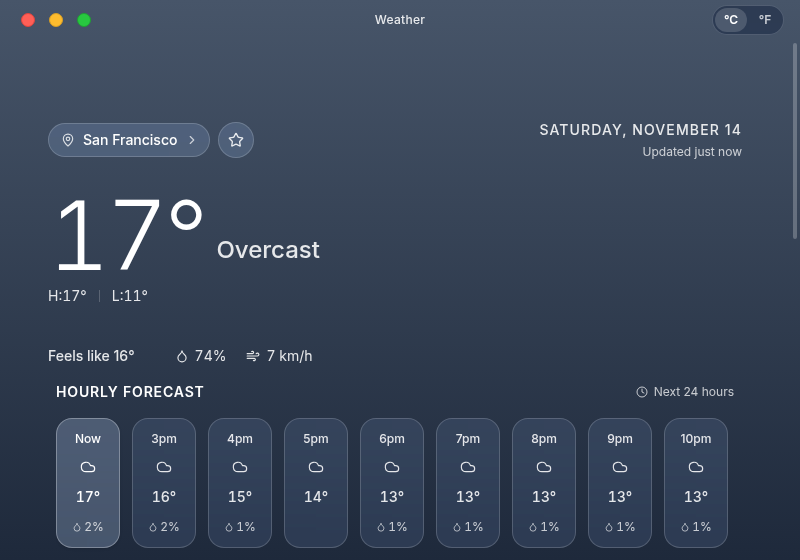 Weather
°C °F
San Francisco
SATURDAY, NOVEMBER 14
Updated just now
17° Overcast
H:17° L:11°
Feels like 16° 74% 7 km/h
HOURLY FORECAST Next 24 hours
Now 3pm 4pm 5pm 6pm 7pm 8pm 9pm 10pm
17° 16° 15° 14° 13° 13° 13° 13° 13°
2% 2% 1% 1% 1% 1% 1% 1%